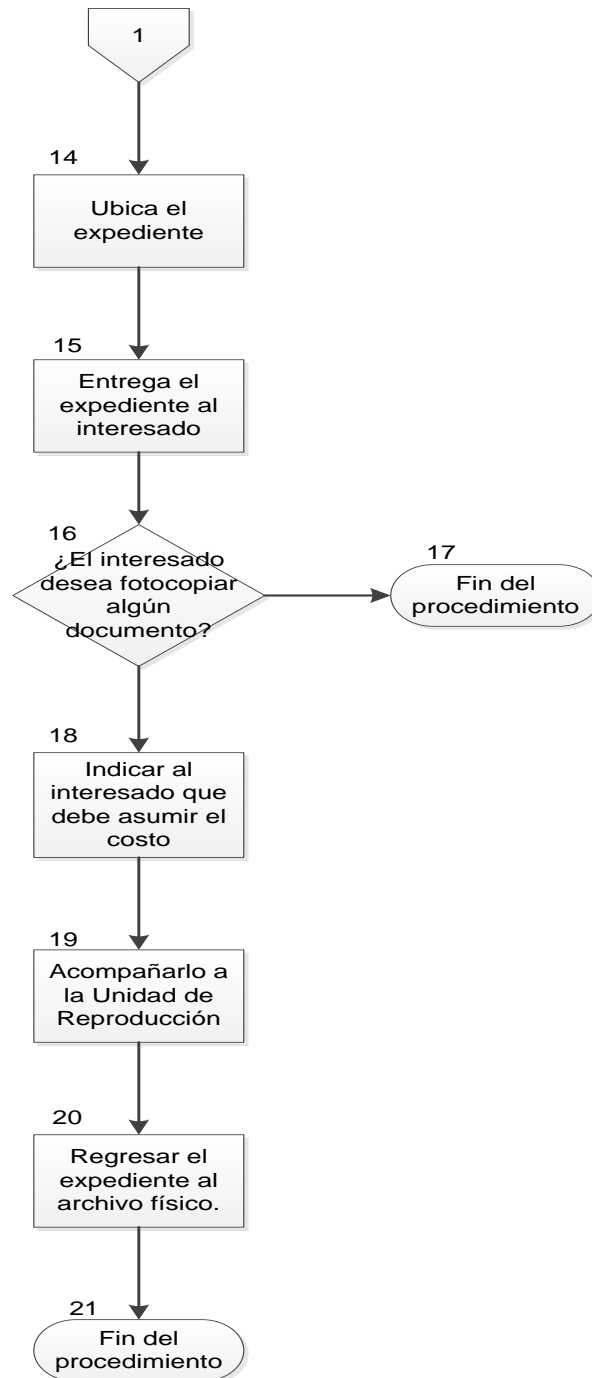 1
14
Ubica el
expediente
15
Entrega el
expediente al
interesado
16
¿El interesado
desea fotocopiar
algún
documento?
17
Fin del
procedimiento
18
Indicar al
interesado que
debe asumir el
costo
19
Acompañarlo a
la Unidad de
Reproducción
20
Regresar el
expediente al
archivo físico.
21
Fin del
procedimiento